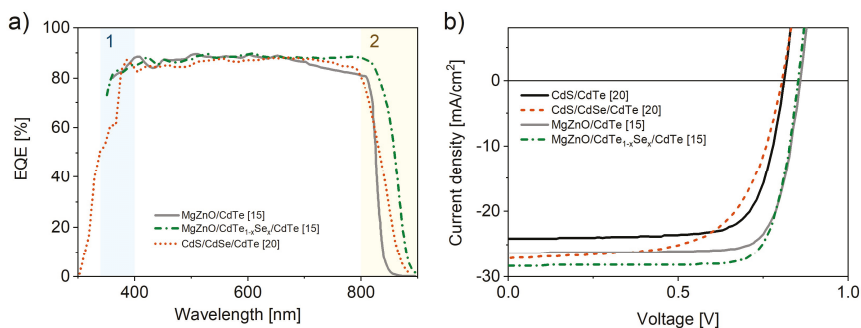 a)
1
2
100
80
60
40
20
0
EQE [%]
MgZnO/CdTe [15]
MgZnO/CdTe1-xSex/CdTe [15]
CdS/CdSe/CdTe [20]
400
600
800
Wavelength [nm]
b)
0
-10
-20
-30
Current density [mA/cm2]
CdS/CdTe [20]
CdS/CdSe/CdTe [20]
MgZnO/CdTe [15]
MgZnO/CdTe1-xSex/CdTe [15]
0.0
0.5
1.0
Voltage [V]